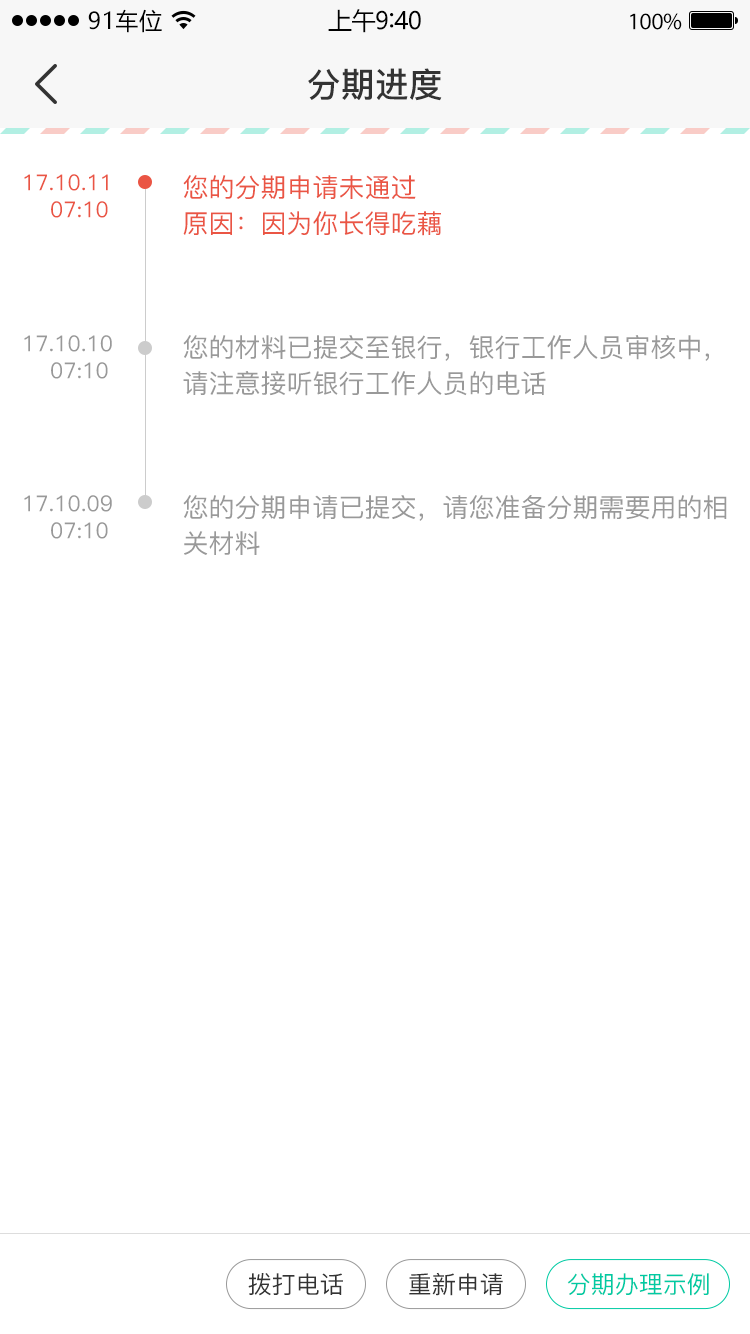 91车位 上午9:40 100%
分期进度
17.10.11
07:10
您的分期申请未通过
原因：因为你长得吃藕
17.10.10
07:10
您的材料已提交至银行，银行工作人员审核中，
请注意接听银行工作人员的电话
17.10.09
07:10
您的分期申请已提交，请您准备分期需要用的相
关材料
拨打电话 重新申请 分期办理示例